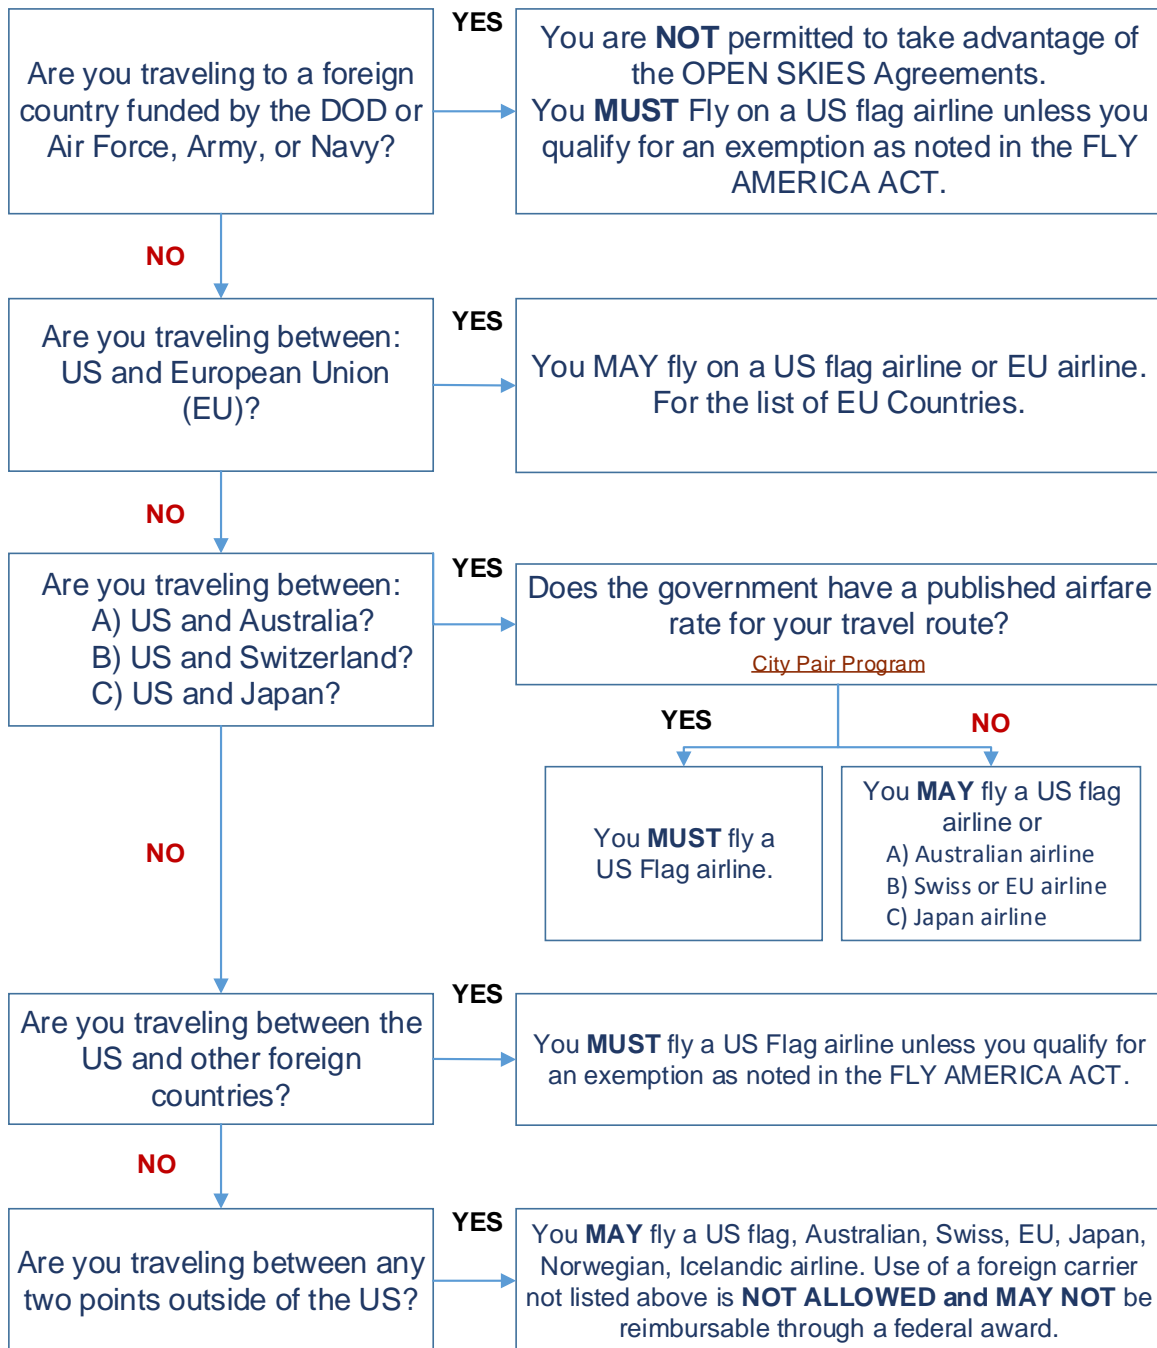 Are you traveling to a foreign
country funded by the DOD or
Air Force, Army, or Navy?
YES
You are NOT permitted to take advantage of
the OPEN SKIES Agreements.
You MUST Fly on a US flag airline unless you
qualify for an exemption as noted in the FLY
AMERICA ACT.
NO
Are you traveling between:
US and European Union
(EU)?
YES
You MAY fly on a US flag airline or EU airline.
For the list of EU Countries.
NO
Are you traveling between:
A) US and Australia?
B) US and Switzerland?
C) US and Japan?
YES
Does the government have a published airfare
rate for your travel route?
City Pair Program
YES
You MUST fly a
US Flag airline.
NO
You MAY fly a US flag
airline or
A) Australian airline
B) Swiss or EU airline
C) Japan airline
NO
Are you traveling between the
US and other foreign
countries?
YES
You MUST fly a US Flag airline unless you qualify for
an exemption as noted in the FLY AMERICA ACT.
NO
Are you traveling between any
two points outside of the US?
YES
You MAY fly a US flag, Australian, Swiss, EU, Japan,
Norwegian, Icelandic airline. Use of a foreign carrier
not listed above is NOT ALLOWED and MAY NOT be
reimbursable through a federal award.